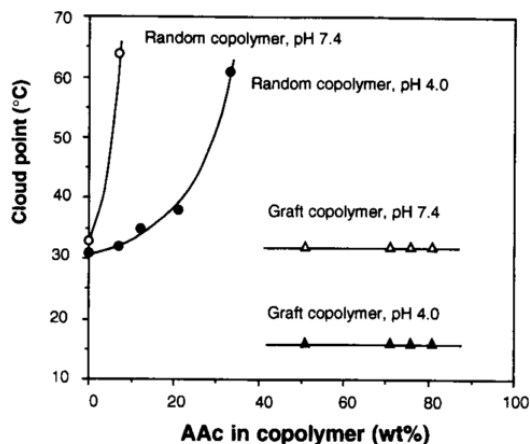 70
60
50
40
30
20
10
Cloud point (°C)
Random copolymer, pH 7.4
Random copolymer, pH 4.0
Graft copolymer, pH 7.4
Graft copolymer, pH 4.0
0 20 40 60 80 100
AAc in copolymer (wt%)